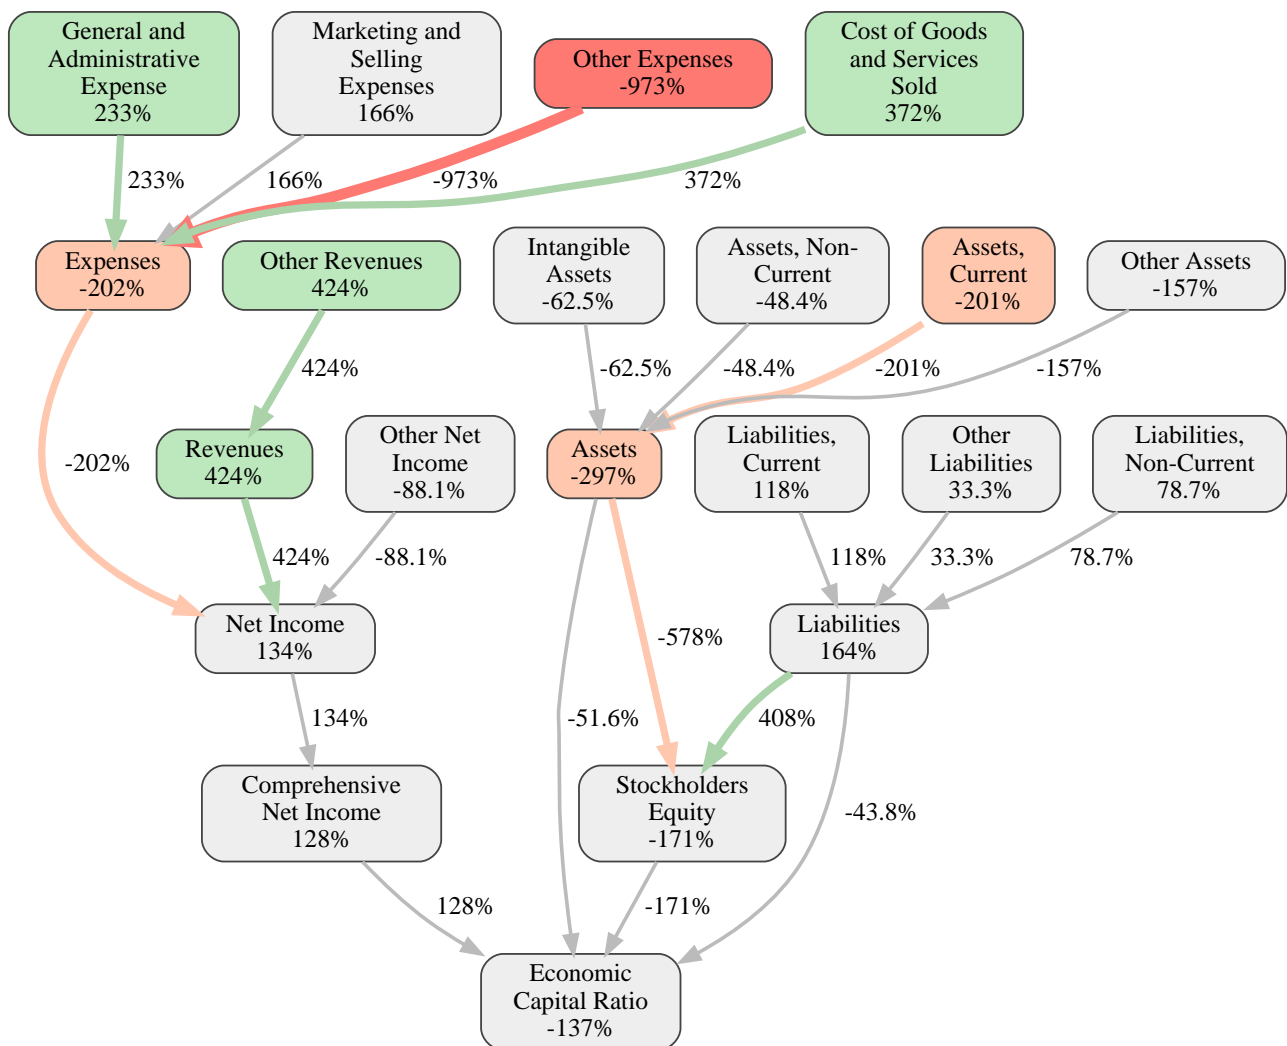 General and
Administrative
Expense
233%
Marketing and
Selling
Expenses
166%
Other Expenses
-973%
Cost of Goods
and Services
Sold
372%
233%
166%
-973%
372%
Expenses
-202%
Other Revenues
424%
Intangible
Assets
-62.5%
Assets, Non-
Current
-48.4%
Assets,
Current
-201%
Other Assets
-157%
424%
-62.5%
-48.4%
-201%
-157%
-202%
Revenues
424%
Other Net
Income
-88.1%
Assets
-297%
Liabilities,
Current
118%
Other
Liabilities
33.3%
Liabilities,
Non-Current
78.7%
424%
-88.1%
118%
33.3%
78.7%
Net Income
134%
-578%
Liabilities
164%
134%
-51.6%
408%
-43.8%
Comprehensive
Net Income
128%
Stockholders
Equity
-171%
128%
-171%
Economic
Capital Ratio
-137%